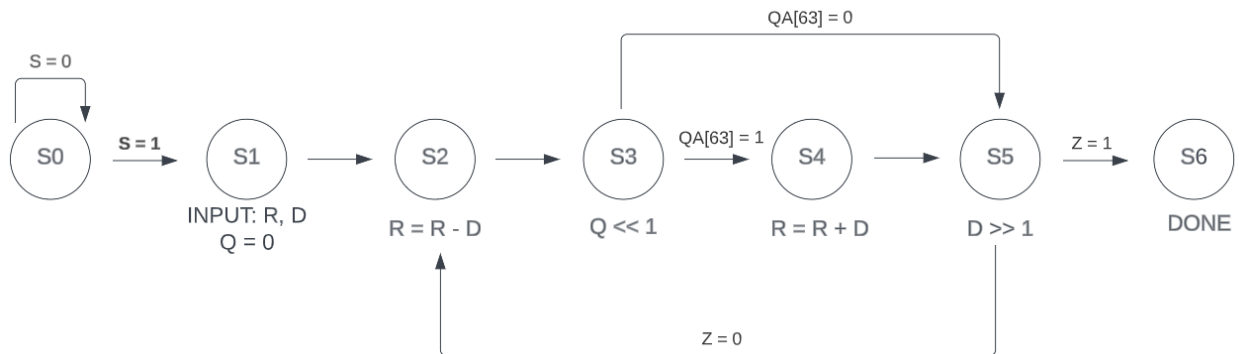 QA[63] = 0
S = 0
S = 1
QA[63] = 1
Z = 1
S0
S1
S2
S3
S4
S5
S6
INPUT: R, D
Q = 0
R = R - D
Q << 1
R = R + D
D >> 1
DONE
Z = 0